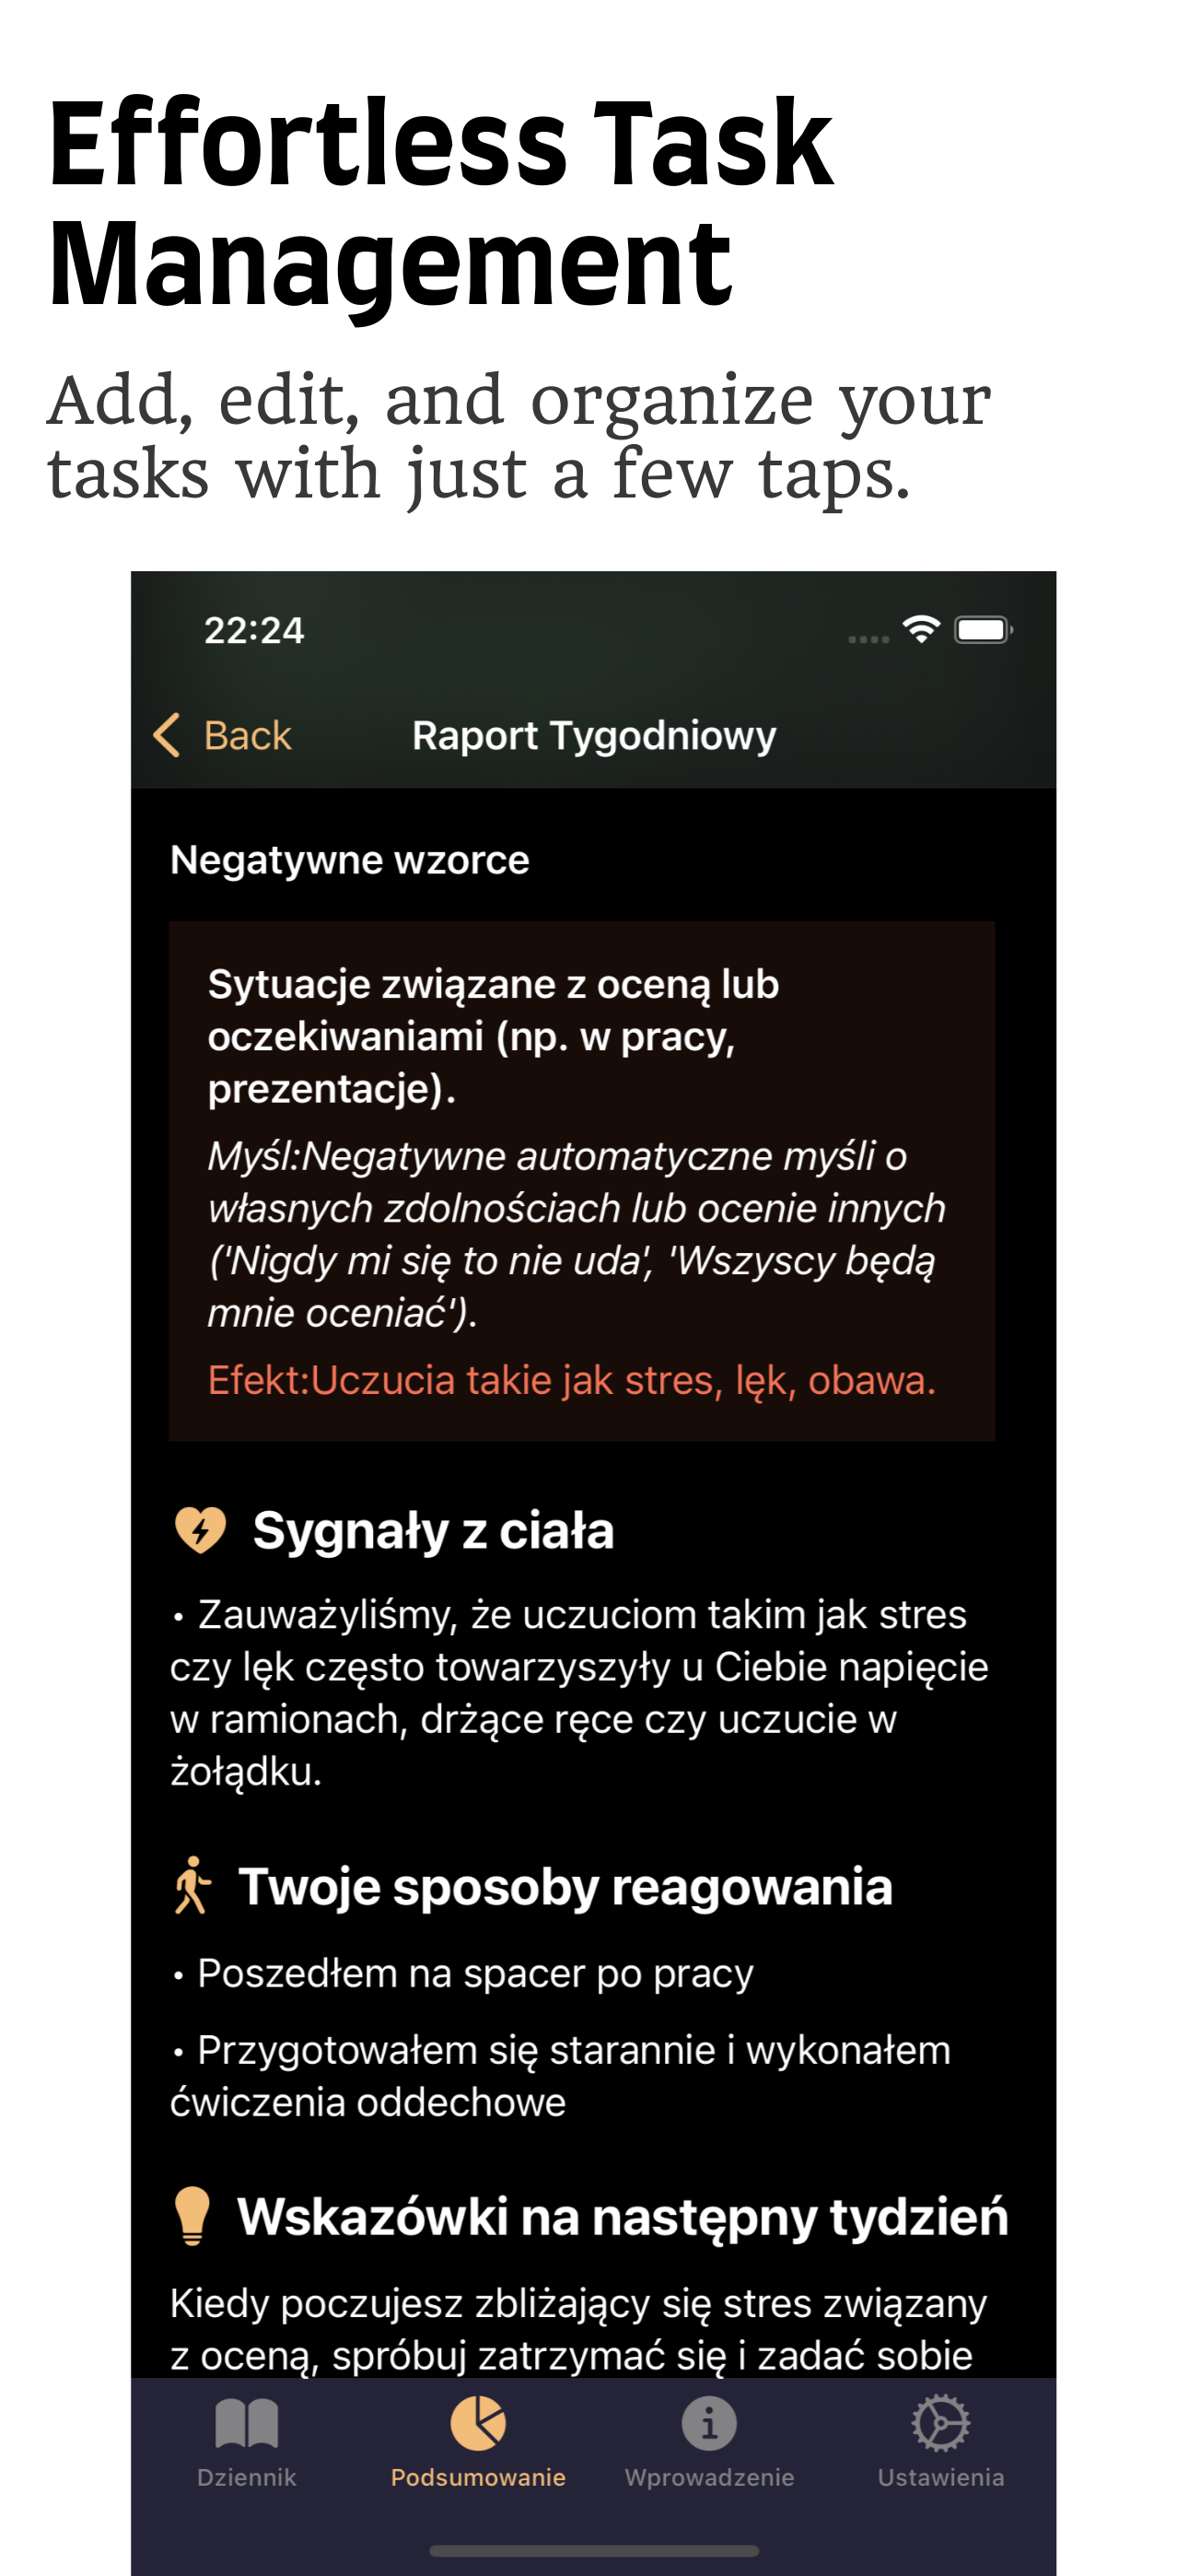 Effortless Task
Management
Add, edit, and organize your
tasks with just a few taps.
22:24
Back
Raport Tygodniowy
Negatywne wzorce
Sytuacje związane z oceną lub
oczekiwaniami (np. w pracy,
prezentacje).
Myśl:Negatywne automatyczne myśli o
własnych zdolnościach lub ocenie innych
('Nigdy mi się to nie uda', 'Wszyscy będą
mnie oceniać').
Efekt:Uczucia takie jak stres, lęk, obawa.
Sygnały z ciała
• Zauważyliśmy, że uczuciom takim jak stres
czy lęk często towarzyszyły u Ciebie napięcie
w ramionach, drżące ręce czy uczucie w
żołądku.
Twoje sposoby reagowania
• Poszedłem na spacer po pracy
• Przygotowałem się starannie i wykonałem
ćwiczenia oddechowe
Wskazówki na następny tydzień
Kiedy poczujesz zbliżający się stres związany
z oceną, spróbuj zatrzymać się i zadać sobie
Dziennik
Podsumowanie
Wprowadzenie
Ustawienia